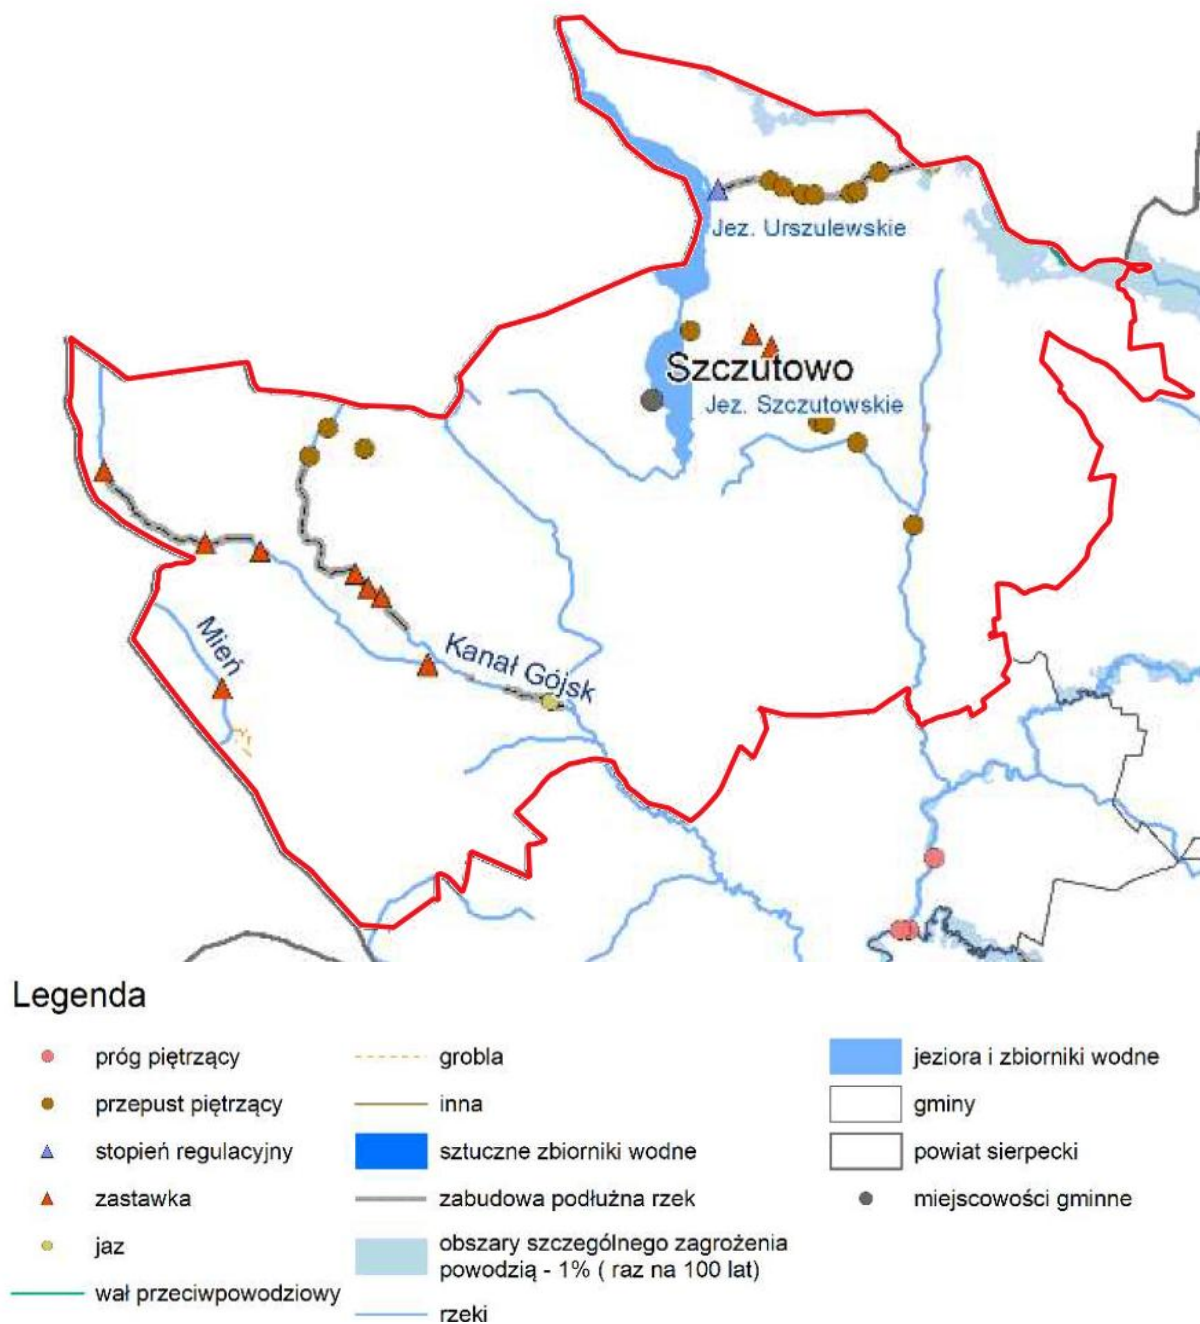 Jez. Urszulewskie
Szczutowo
Jez. Szczutowskie
Mień
Kanał Gójsk
Legenda
próg piętrzący
przepust piętrzący
stopień regulacyjny
zastawka
jaz
wał przeciwpowodziowy
grobla
inna
sztuczne zbiorniki wodne
zabudowa podłużna rzek
obszary szczególnego zagrożenia
powodzią - 1% ( raz na 100 lat)
rzeki
jeziora i zbiorniki wodne
gminy
powiat sierpecki
miejscowości gminne